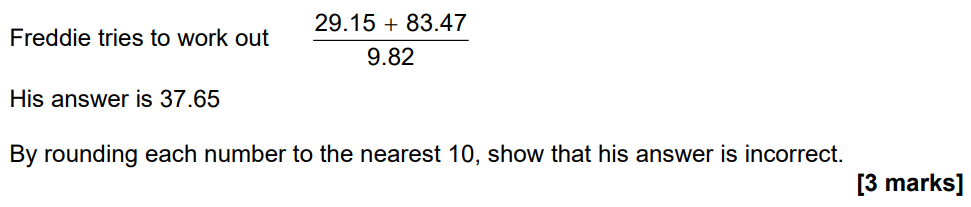 Freddie tries to work out 29.15 + 83.47
9.82
His answer is 37.65
By rounding each number to the nearest 10, show that his answer is incorrect.
[3 marks]